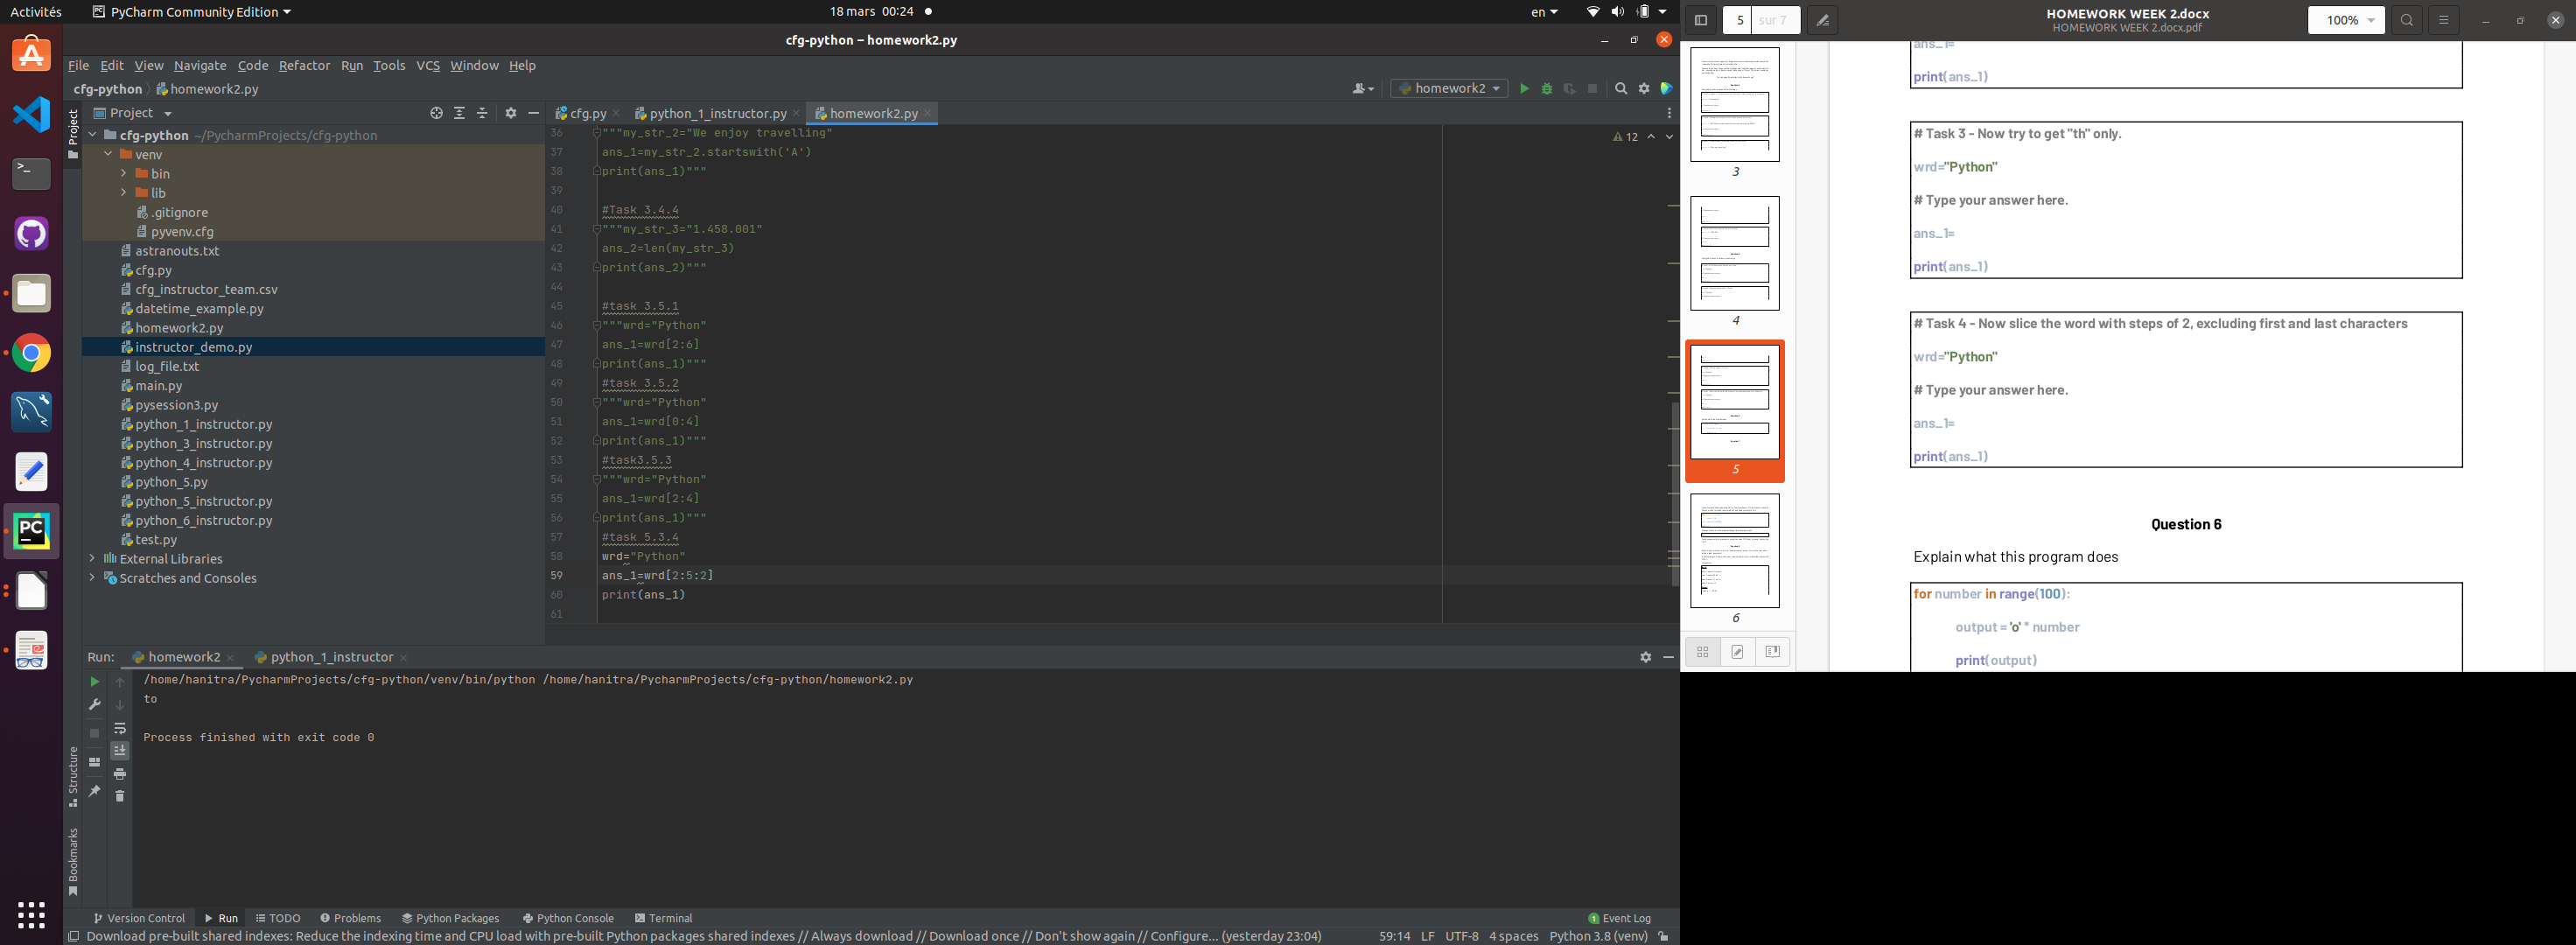 Activités
PyCharm Community Edition
18 mars 00:24
en
cfg-python – homework2.py
File Edit View Navigate Code Refactor Run Tools VCS Window Help
cfg-python
homework2.py
homework2
Project
cfg.py
python_1_instructor.py
homework2.py
Project
cfg-python ~/PycharmProjects/cfg-python
venv
bin
lib
.gitignore
pyvenv.cfg
astranouts.txt
cfg.py
cfg_instructor_team.csv
datetime_example.py
homework2.py
instructor_demo.py
log_file.txt
main.py
pysession3.py
python_1_instructor.py
python_3_instructor.py
python_4_instructor.py
python_5.py
python_5_instructor.py
python_6_instructor.py
test.py
External Libraries
Scratches and Consoles
12
36 """my_str_2="We enjoy travelling"
37 ans_1=my_str_2.startswith('A')
38 print(ans_1)"""
39
40 #Task 3.4.4
41 """my_str_3="1.458.001"
42 ans_2=len(my_str_3)
43 print(ans_2)"""
44
45 #task 3.5.1
46 """wrd="Python"
47 ans_1=wrd[2:6]
48 print(ans_1)"""
49 #task 3.5.2
50 """wrd="Python"
51 ans_1=wrd[0:4]
52 print(ans_1)"""
53 #task3.5.3
54 """wrd="Python"
55 ans_1=wrd[2:4]
56 print(ans_1)"""
57 #task 5.3.4
58 wrd="Python"
59 ans_1=wrd[2:5:2]
60 print(ans_1)
61
Run:
homework2
python_1_instructor
/home/hanitra/PycharmProjects/cfg-python/venv/bin/python /home/hanitra/PycharmProjects/cfg-python/homework2.py
to
Process finished with exit code 0
Structure
Bookmarks
Version Control
Run
TODO
Problems
Python Packages
Python Console
Terminal
1 Event Log
Download pre-built shared indexes: Reduce the indexing time and CPU load with pre-built Python packages shared indexes // Always download // Download once // Don't show again // Configure... (yesterday 23:04)
59:14 LF UTF-8 4 spaces Python 3.8 (venv)
5 sur 7
HOMEWORK WEEK 2.docx
HOMEWORK WEEK 2.docx.pdf
100%
3
4
5
6
ans_1=
print(ans_1)
# Task 3 - Now try to get "th" only.
wrd="Python"
# Type your answer here.
ans_1=
print(ans_1)
# Task 4 - Now slice the word with steps of 2, excluding first and last characters
wrd="Python"
# Type your answer here.
ans_1=
print(ans_1)
Question 6
Explain what this program does
for number in range(100):
output = 'o' * number
print(output)